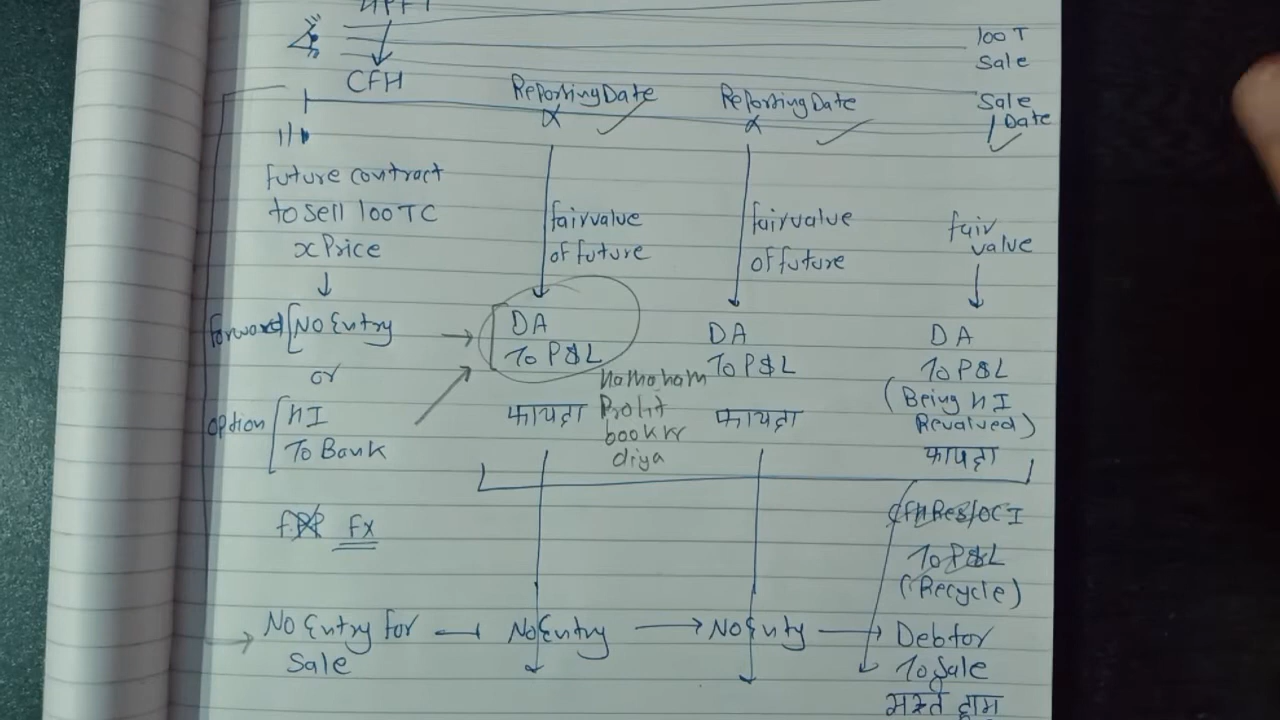 HPFT
100 T
Sale
CFH
Reporting Date
Reporting Date
Sale
Date
future contract
to sell 100 TC
x Price
fair value
of future
fair value
of future
fair
value
forward
No Entry
or
option
HI
To Bank
DA
To P&L
फायदा
nomoham
Profit
book kr
diya
DA
To P&L
फायदा
DA
To P&L
(Being HI
Revalued)
फायदा
FX
CFH Res/OCI
To P&L
(Recycle)
No Entry for
Sale
No Entry
No Enty
Debtor
To Sale